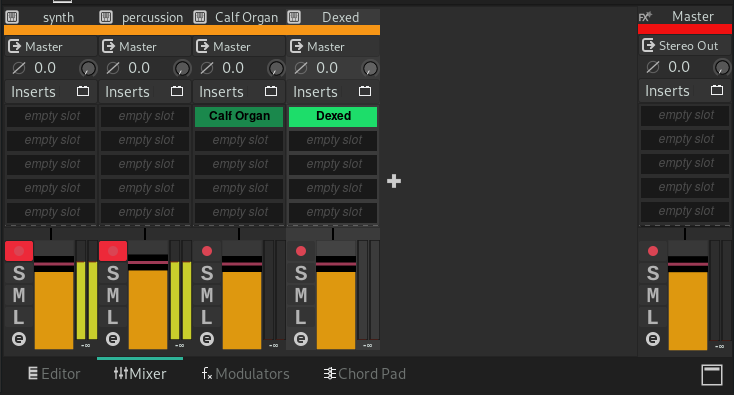 synth percussion Calf Organ Dexed FX Master
Master Master Master Master Stereo Out
0.0 0.0 0.0 0.0 0.0
Inserts Inserts Inserts Inserts Inserts
empty slot empty slot Calf Organ Dexed empty slot
empty slot empty slot empty slot empty slot empty slot
empty slot empty slot empty slot empty slot empty slot
empty slot empty slot empty slot empty slot empty slot
empty slot empty slot empty slot empty slot empty slot
S S S S S
M M M M M
L L L L L
-∞ -∞ -∞ -∞ -∞
Editor Mixer fx Modulators Chord Pad